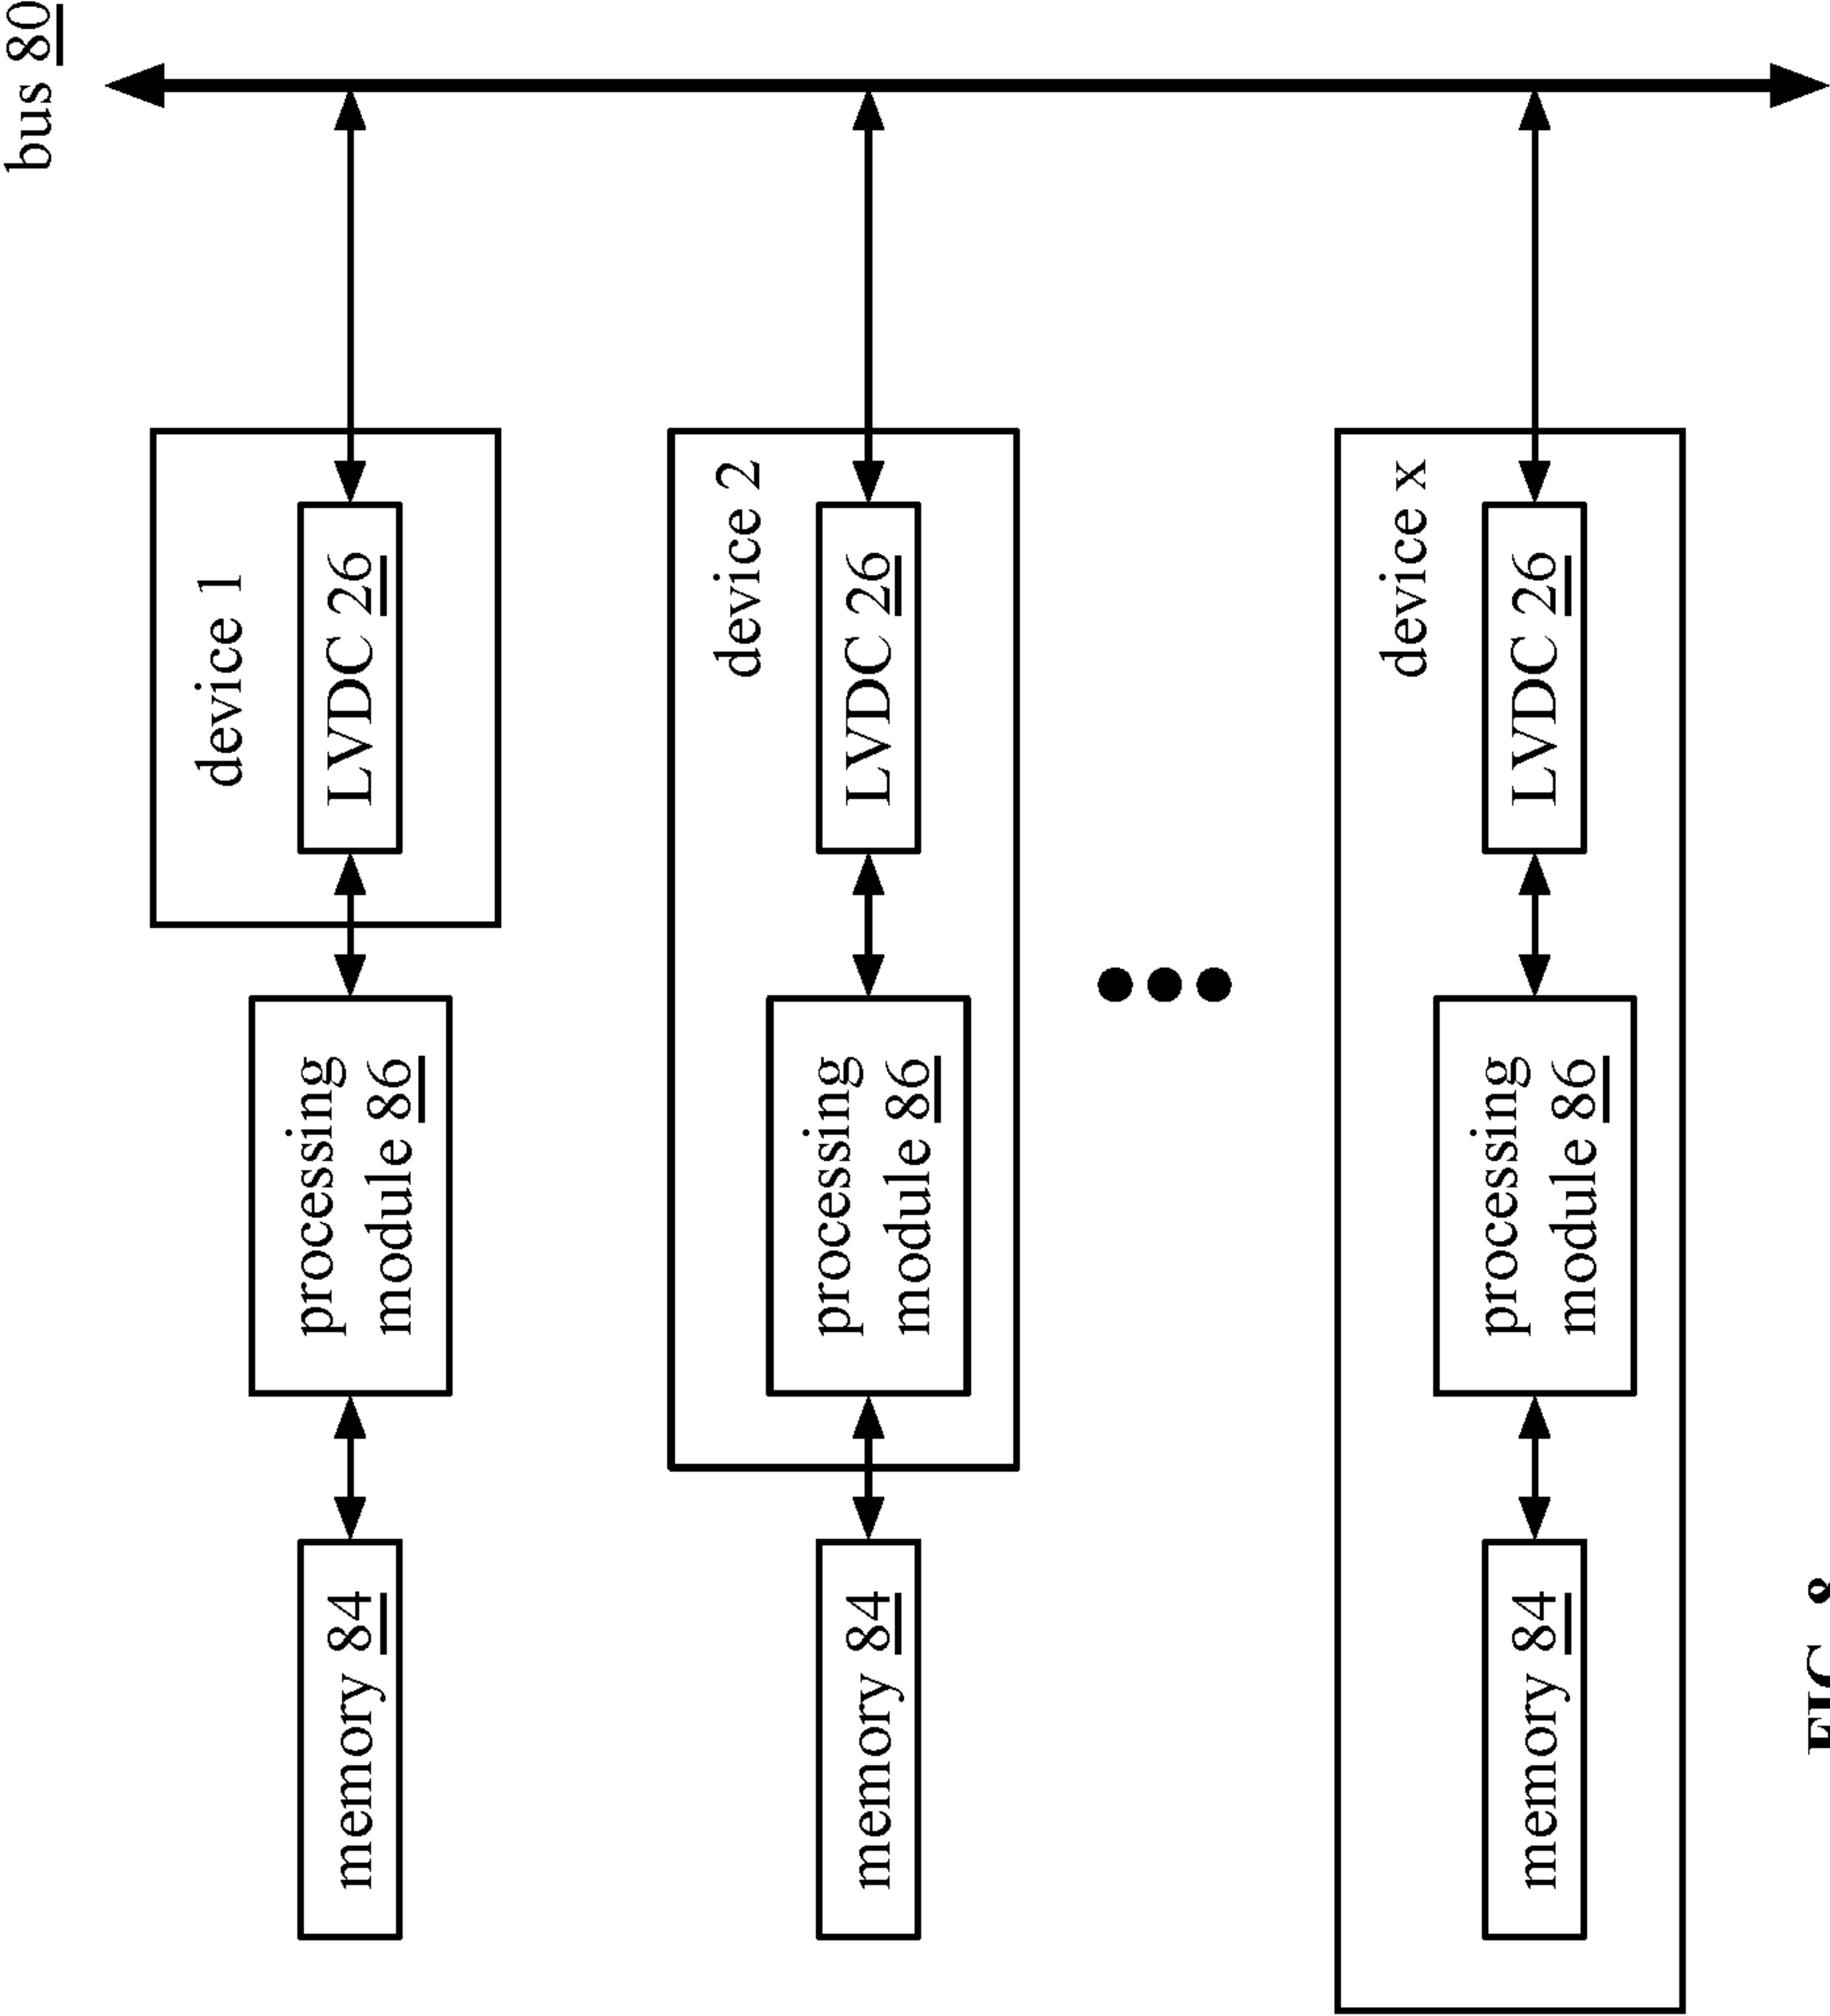 bus 80
device 1
memory 84
processing
module 86
LVDC 26
device 2
memory 84
processing
module 86
LVDC 26
device x
memory 84
processing
module 86
LVDC 26
FIG